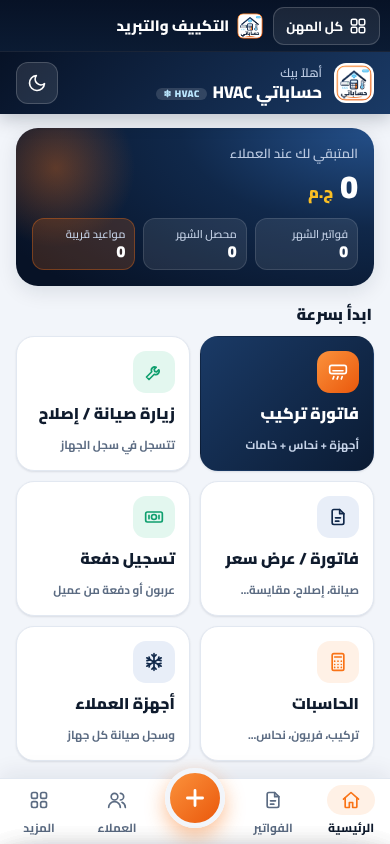 كل المهن
التكييف والتبريد
أهلاً بيك
حساباتي HVAC
HVAC
المتبقي لك عند العملاء
0 ج.م
فواتير الشهر
0
محصل الشهر
0
مواعيد قريبة
0
ابدأ بسرعة
فاتورة تركيب
أجهزة + نحاس + خامات
زيارة صيانة / إصلاح
تتسجل في سجل الجهاز
فاتورة / عرض سعر
صيانة، إصلاح، مقايسة...
تسجيل دفعة
عربون أو دفعة من عميل
الحاسبات
تركيب، فريون، نحاس...
أجهزة العملاء
وسجل صيانة كل جهاز
الرئيسية
الفواتير
العملاء
المزيد